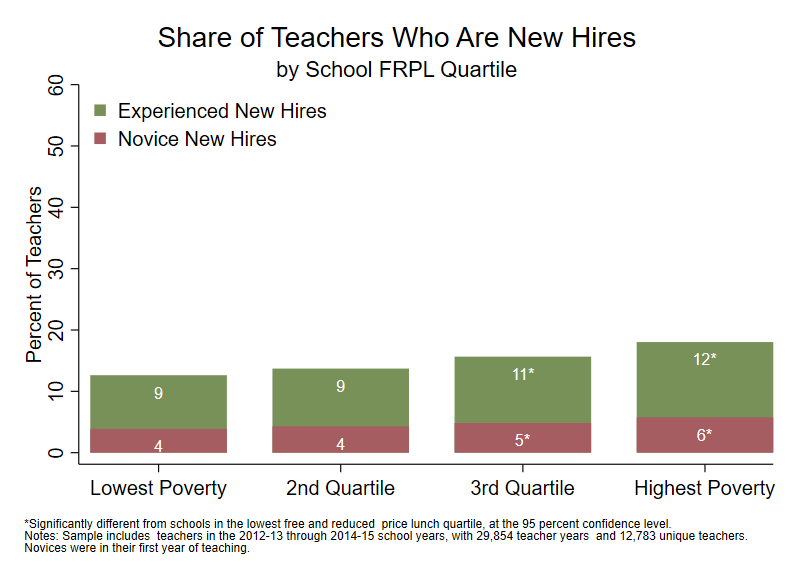 Share of Teachers Who Are New Hires
by School FRPL Quartile
Percent of Teachers
60
50
40
30
20
10
0
Experienced New Hires
Novice New Hires
9
9
11*
12*
4
4
5*
6*
Lowest Poverty
2nd Quartile
3rd Quartile
Highest Poverty
*Significantly different from schools in the lowest free and reduced  price lunch quartile, at the 95 percent confidence level.
Notes: Sample includes  teachers in the 2012-13 through 2014-15 school years, with 29,854 teacher years  and 12,783 unique teachers.
Novices were in their first year of teaching.